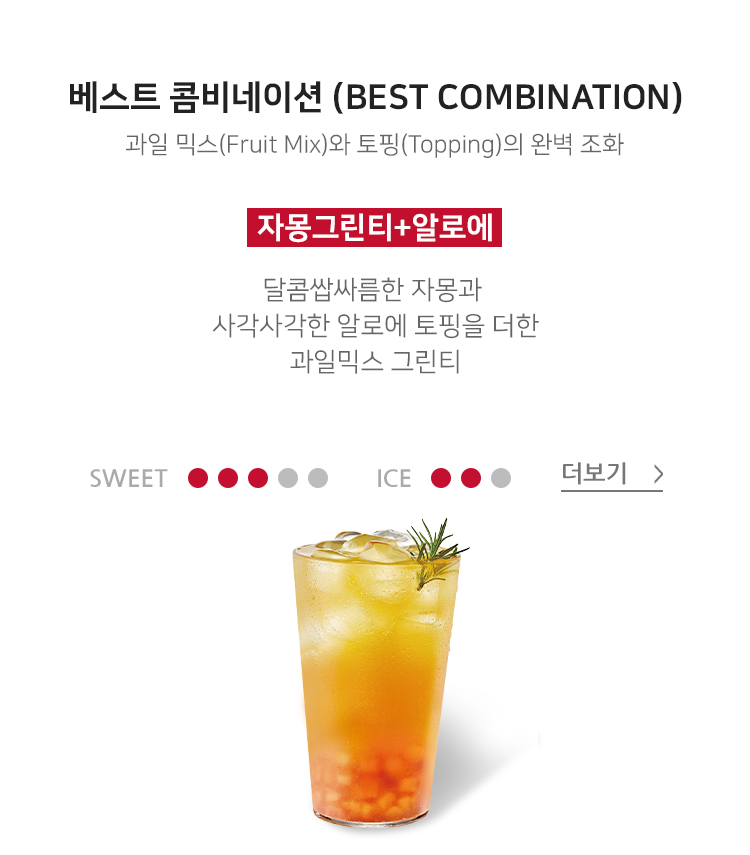 베스트 콤비네이션 (BEST COMBINATION)
과일 믹스(Fruit Mix)와 토핑(Topping)의 완벽 조화
자몽그린티+알로에
달콤쌉싸름한 자몽과
사각사각한 알로에 토핑을 더한
과일믹스 그린티
SWEET ICE 더보기 >